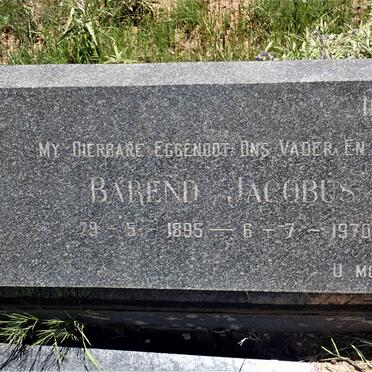 MY DIERBARE EGGENOOT, ONS VADER EN
BAREND JACOBUS
29 - 5 - 1895 - 6 - 7 - 1970
U